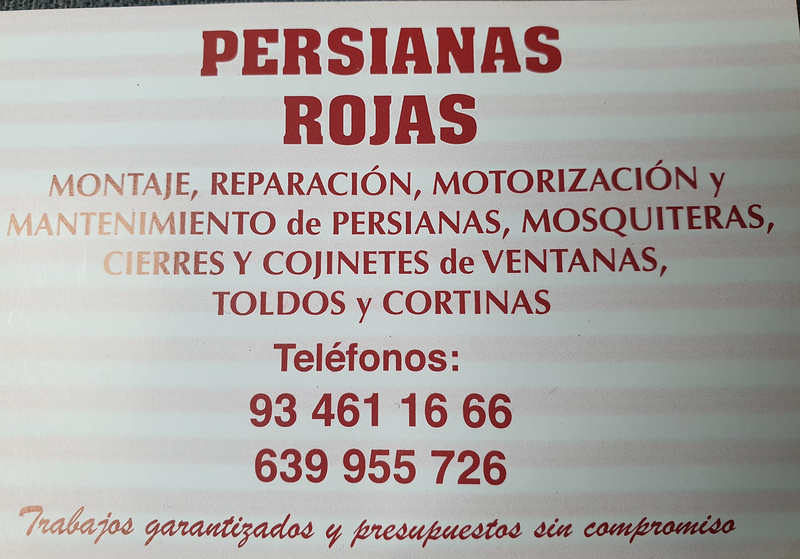 PERSIANAS
ROJAS
MONTAJE, REPARACIÓN, MOTORIZACIÓN y
MANTENIMIENTO de PERSIANAS, MOSQUITERAS,
CIERRES Y COJINETES de VENTANAS,
TOLDOS y CORTINAS
Teléfonos:
93 461 16 66
639 955 726
Trabajos garantizados y presupuestos sin compromiso